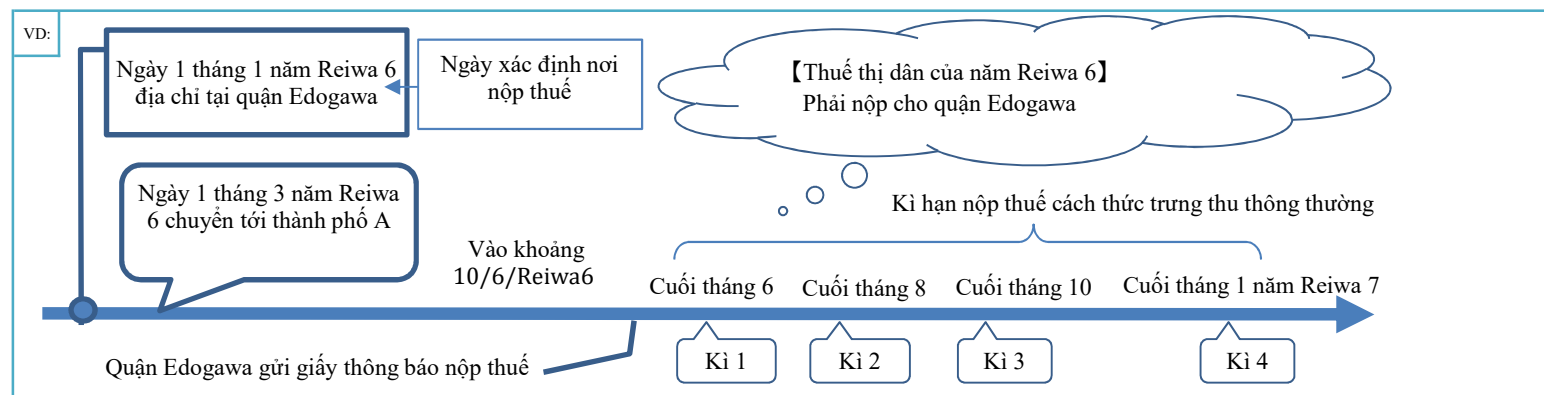 VD:
Ngày 1 tháng 1 năm Reiwa 6
địa chỉ tại quận Edogawa
Ngày xác định nơi
nộp thuế
【Thuế thị dân của năm Reiwa 6】
Phải nộp cho quận Edogawa
Ngày 1 tháng 3 năm Reiwa
6 chuyển tới thành phố A
Kì hạn nộp thuế cách thức trưng thu thông thường
Vào khoảng
10/6/Reiwa6
Cuối tháng 6
Cuối tháng 8
Cuối tháng 10
Cuối tháng 1 năm Reiwa 7
Quận Edogawa gửi giấy thông báo nộp thuế
Kì 1
Kì 2
Kì 3
Kì 4